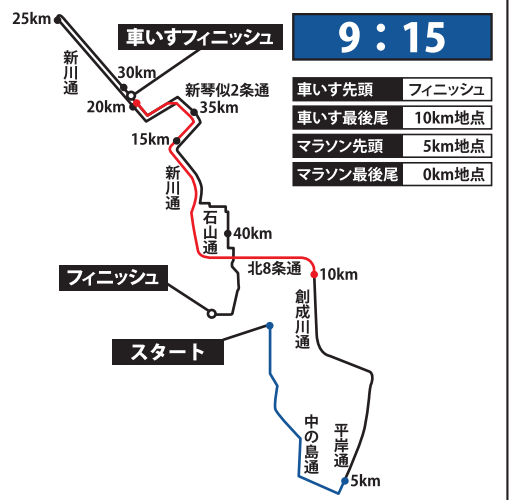 25km
新川通
車いすフィニッシュ
30km
20km
新琴似2条通
35km
15km
新川通
石山通
40km
北8条通
10km
フィニッシュ
創成川通
スタート
中の島通
平岸通
5km
9：15
車いす先頭 フィニッシュ
車いす最後尾 10km地点
マラソン先頭 5km地点
マラソン最後尾 0km地点